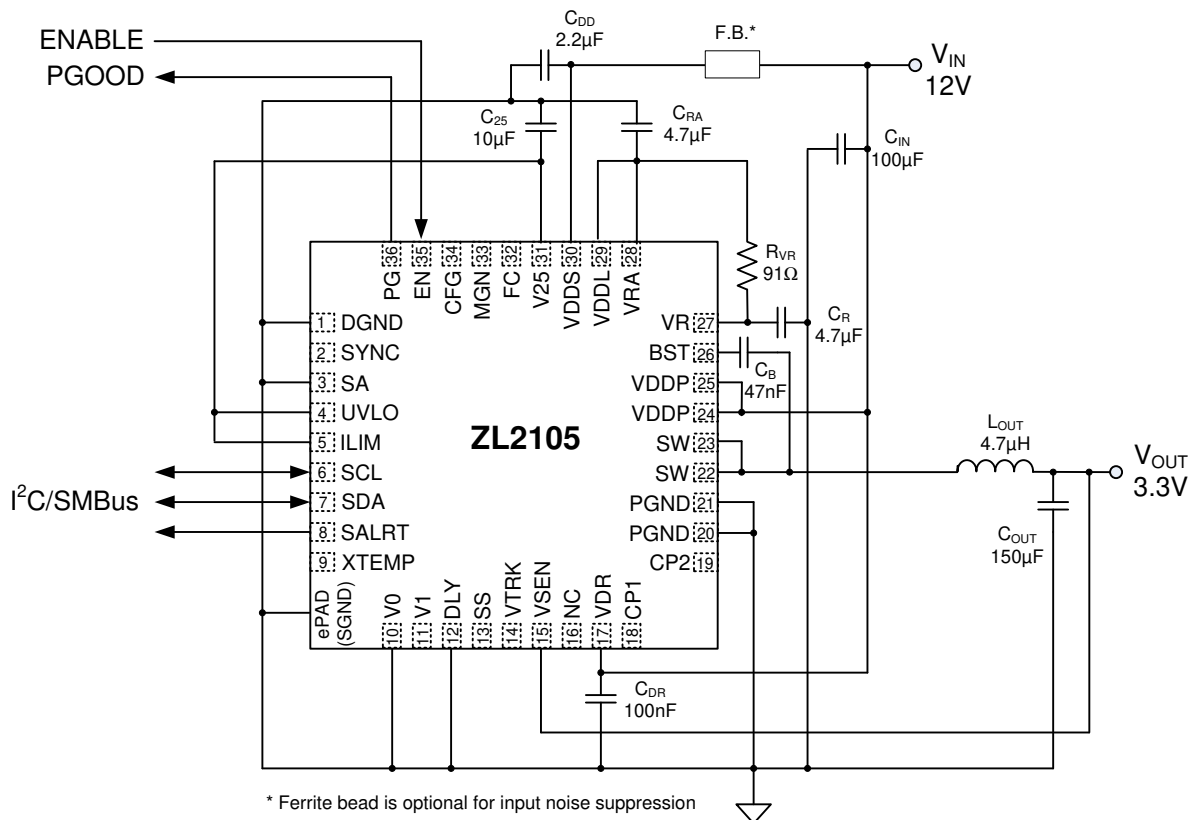 ENABLE
PGOOD
C_DD
2.2µF
F.B.*
V_IN
12V
C_25
10µF
C_RA
4.7µF
C_IN
100µF
R_VR
91Ω
C_R
4.7µF
C_B
47nF
36 PG
35 EN
34 CFG
33 MGN
32 FC
31 V25
30 VDDS
29 VDDL
28 VRA
1 DGND
2 SYNC
3 SA
4 UVLO
5 ILIM
6 SCL
7 SDA
8 SALRT
9 XTEMP
ePAD
(SGND)
I²C/SMBus
ZL2105
VR 27
BST 26
VDDP 25
VDDP 24
SW 23
SW 22
PGND 21
PGND 20
CP2 19
L_OUT
4.7µH
V_OUT
3.3V
C_OUT
150µF
10 V0
11 V1
12 DLY
13 SS
14 VTRK
15 VSEN
16 NC
17 VDR
18 CP1
C_DR
100nF
* Ferrite bead is optional for input noise suppression